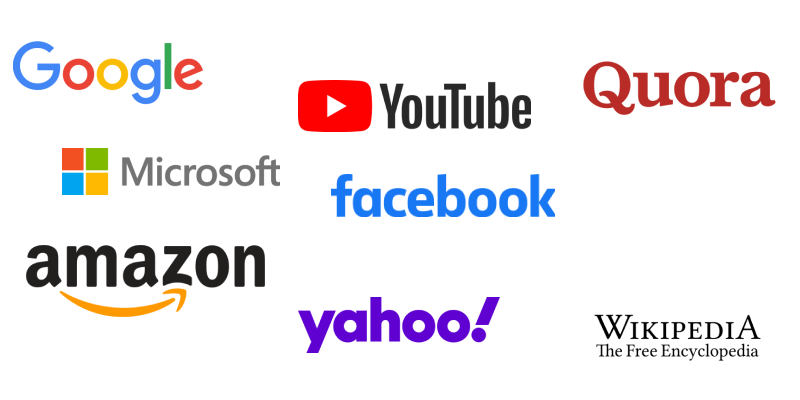 Google
YouTube
Quora
Microsoft
facebook
amazon
yahoo!
WIKIPEDIA
The Free Encyclopedia